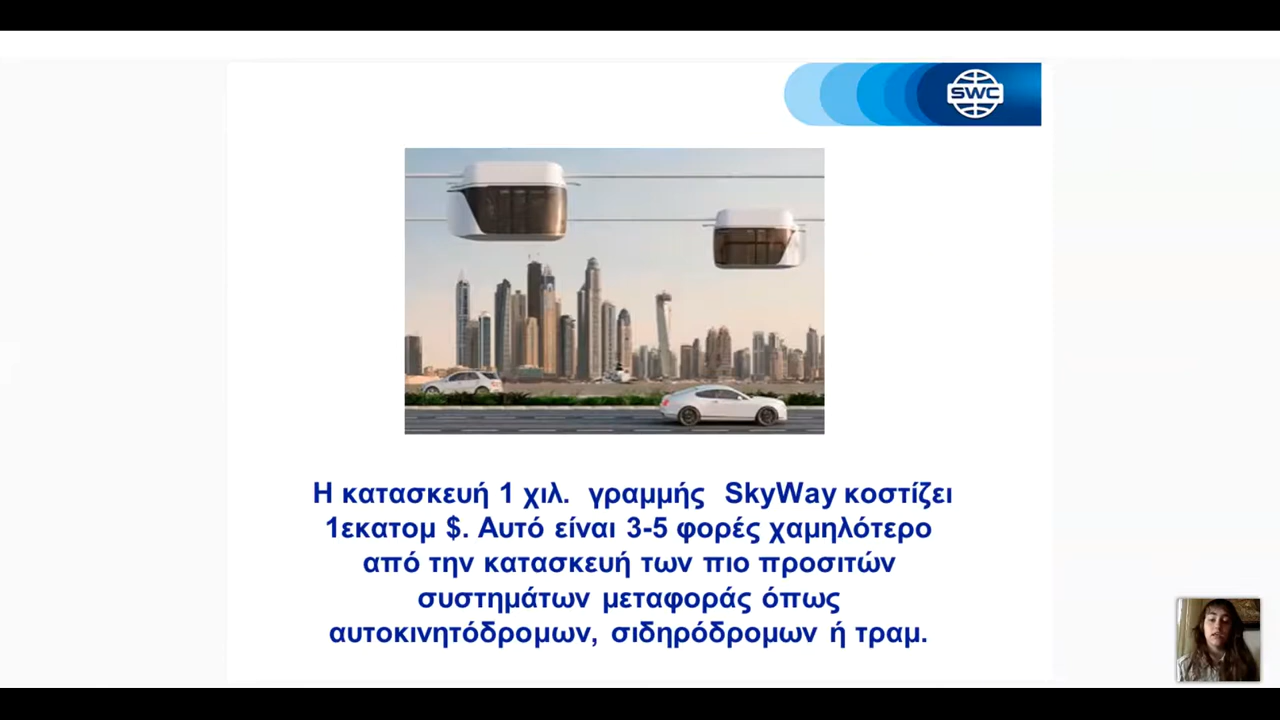 SWC
Η κατασκευή 1 χιλ. γραμμής SkyWay κοστίζει
1εκατομ $. Αυτό είναι 3-5 φορές χαμηλότερο
από την κατασκευή των πιο προσιτών
συστημάτων μεταφοράς όπως
αυτοκινητόδρομων, σιδηρόδρομων ή τραμ.